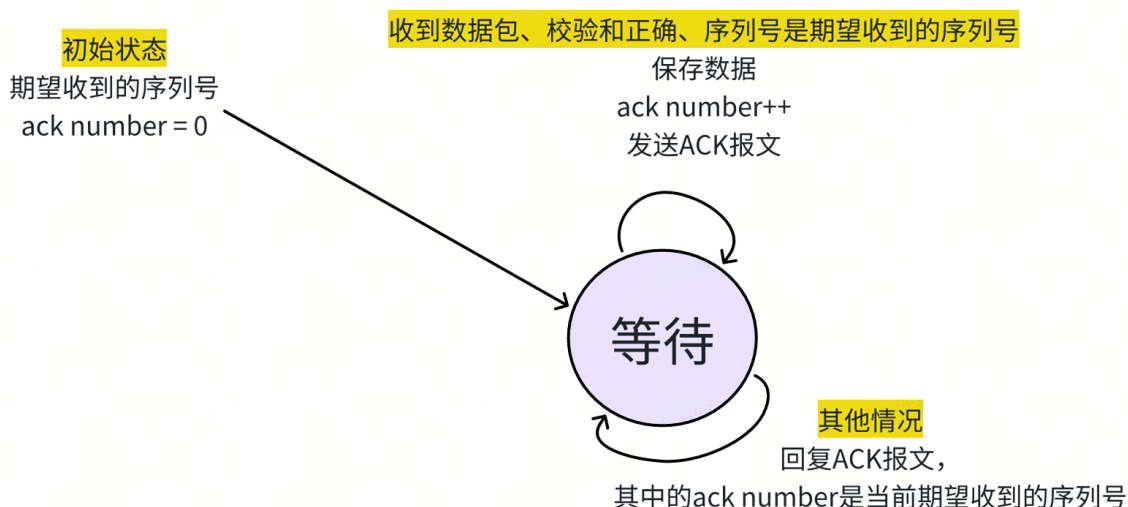 初始状态
期望收到的序列号
ack number = 0
收到数据包、校验和正确、序列号是期望收到的序列号
保存数据
ack number++
发送ACK报文
等待
其他情况
回复ACK报文，
其中的ack number是当前期望收到的序列号